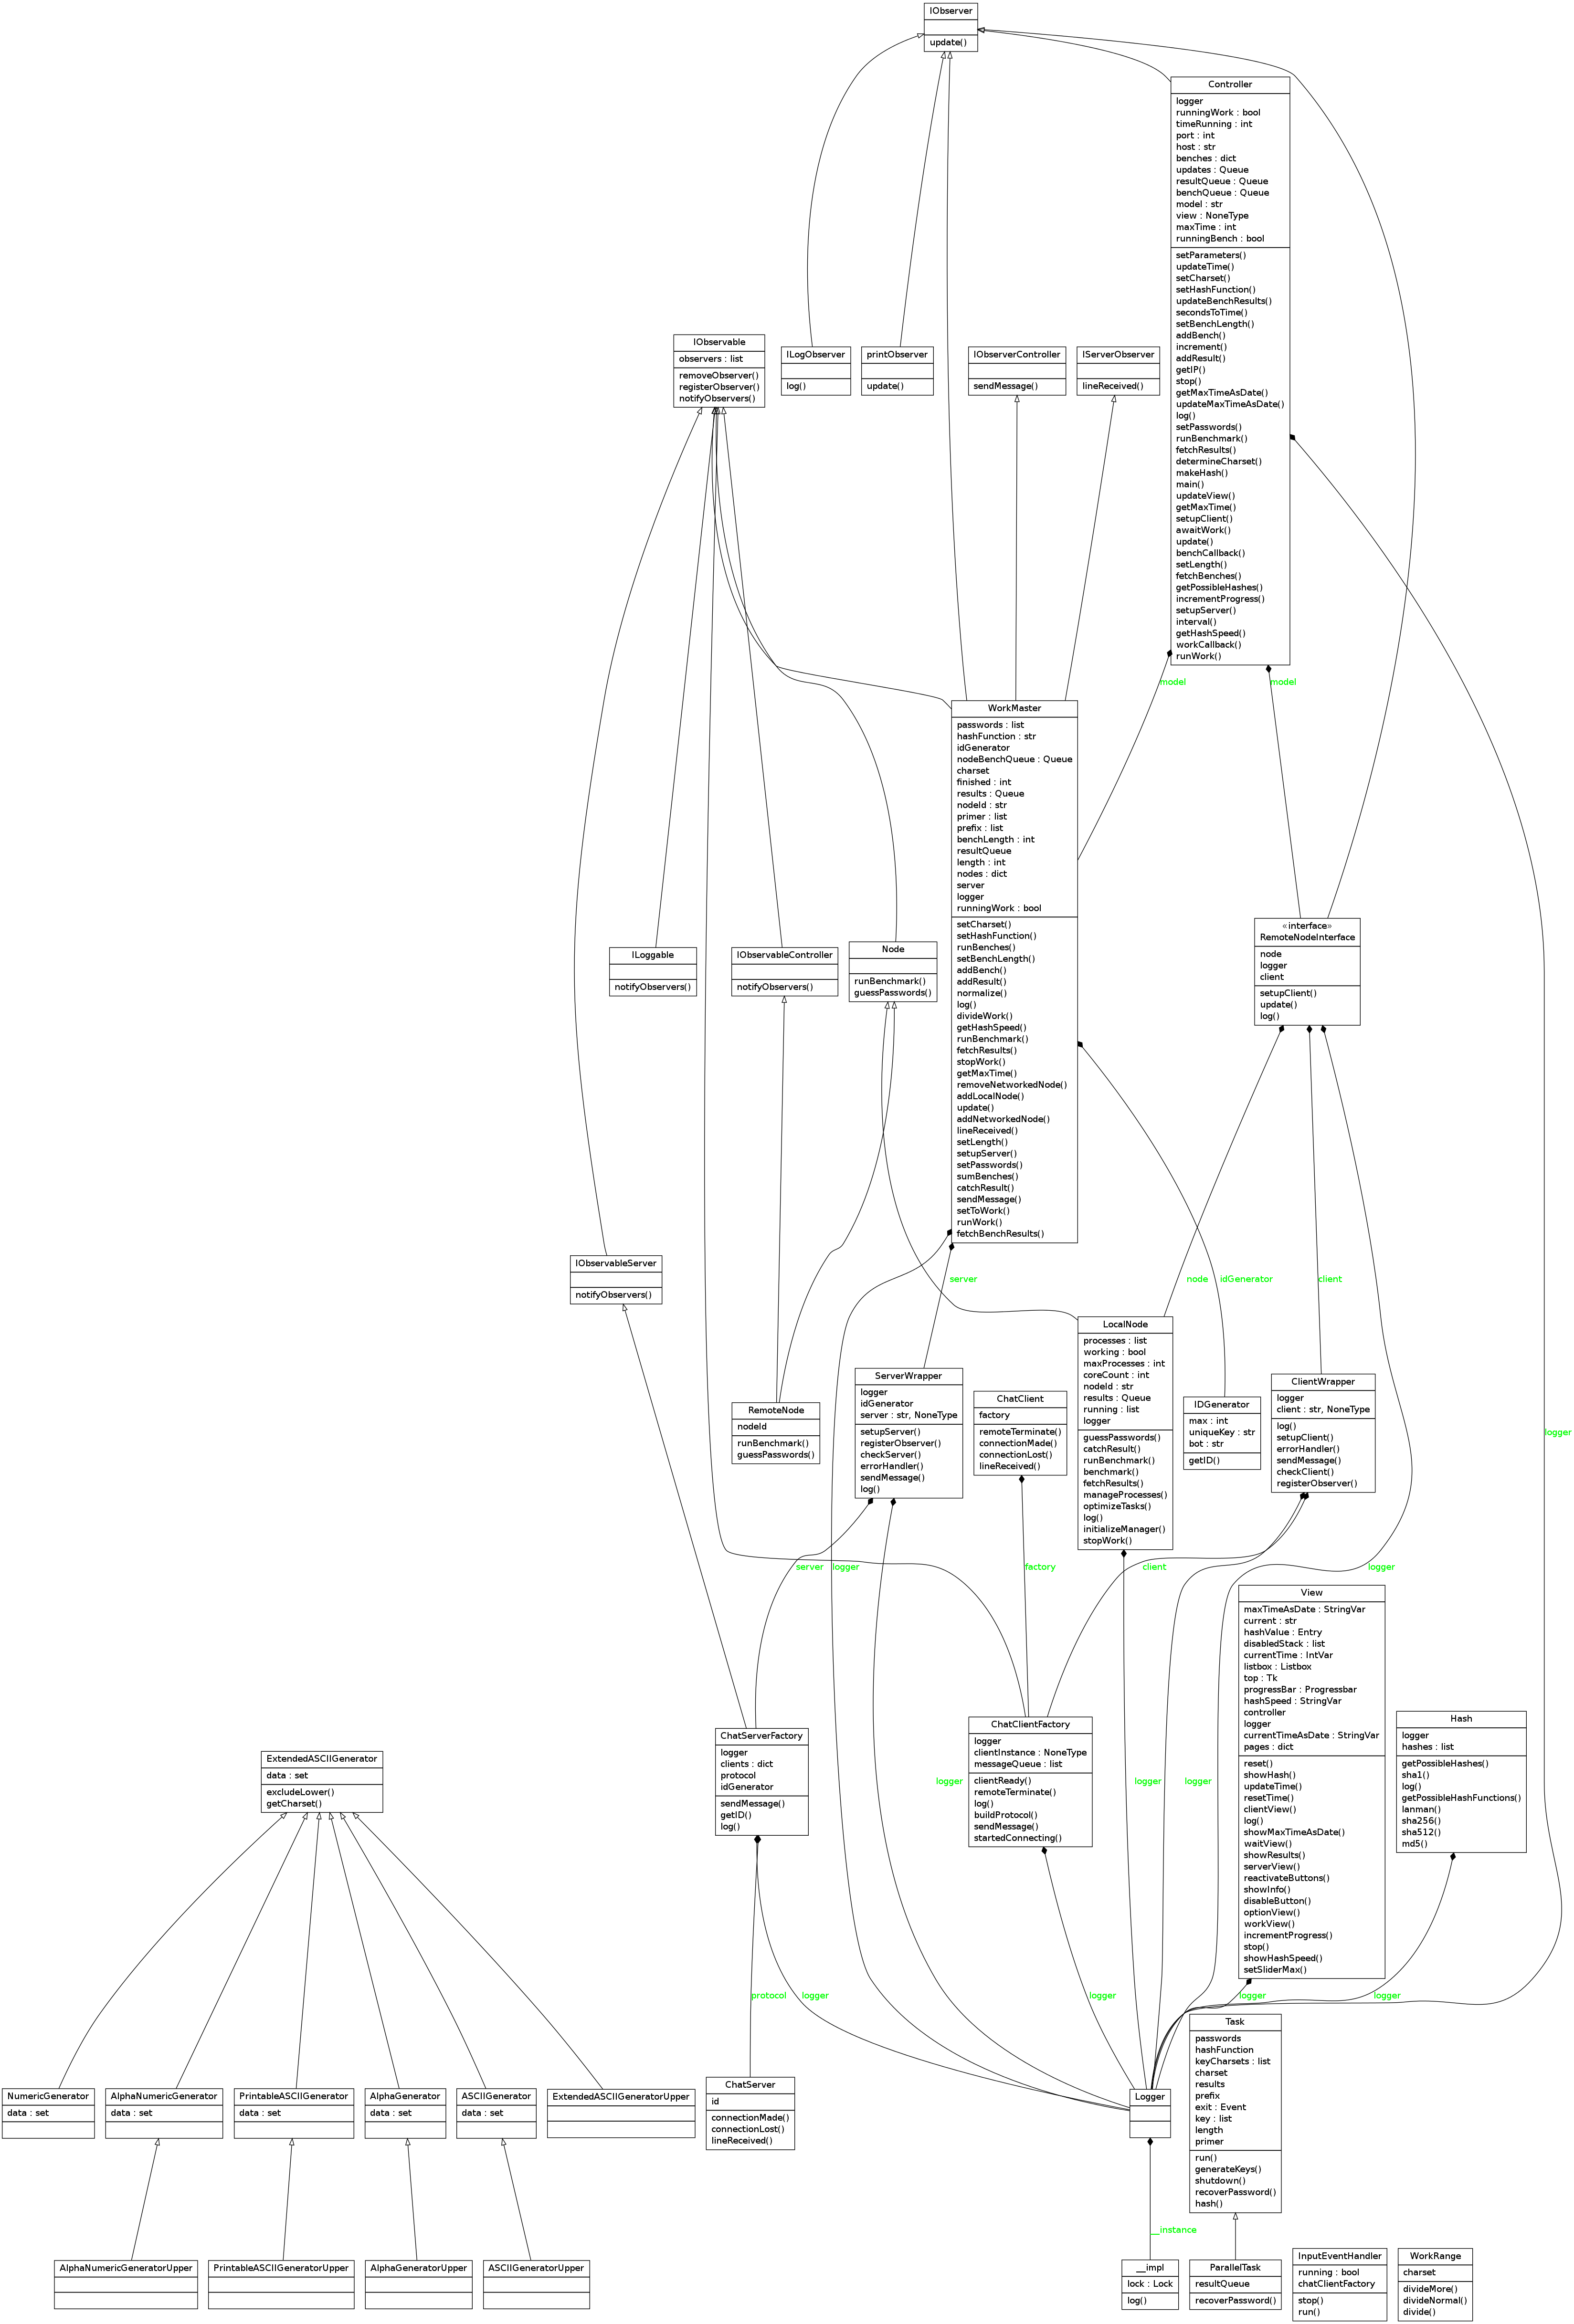 IObserver
update()
Controller
logger
runningWork : bool
timeRunning : int
port : int
host : str
benches : dict
updates : Queue
resultQueue : Queue
benchQueue : Queue
model : str
view : NoneType
maxTime : int
runningBench : bool
setParameters()
updateTime()
setCharset()
setHashFunction()
updateBenchResults()
secondsToTime()
setBenchLength()
addBench()
increment()
addResult()
getIP()
stop()
getMaxTimeAsDate()
updateMaxTimeAsDate()
log()
setPasswords()
runBenchmark()
fetchResults()
determineCharset()
makeHash()
main()
updateView()
getMaxTime()
setupClient()
awaitWork()
update()
benchCallback()
setLength()
fetchBenches()
getPossibleHashes()
incrementProgress()
setupServer()
interval()
getHashSpeed()
workCallback()
runWork()
IObservable
observers : list
removeObserver()
registerObserver()
notifyObservers()
ILogObserver
log()
printObserver
update()
IObserverController
sendMessage()
IServerObserver
lineReceived()
model
model
WorkMaster
passwords : list
hashFunction : str
idGenerator
nodeBenchQueue : Queue
charset
finished : int
results : Queue
nodeId : str
primer : list
prefix : list
benchLength : int
resultQueue
length : int
nodes : dict
server
logger
runningWork : bool
setCharset()
setHashFunction()
runBenches()
setBenchLength()
addBench()
addResult()
normalize()
log()
divideWork()
getHashSpeed()
runBenchmark()
fetchResults()
stopWork()
getMaxTime()
removeNetworkedNode()
addLocalNode()
update()
addNetworkedNode()
lineReceived()
setLength()
setupServer()
setPasswords()
sumBenches()
catchResult()
sendMessage()
setToWork()
runWork()
fetchBenchResults()
ILoggable
notifyObservers()
IObservableController
notifyObservers()
Node
runBenchmark()
guessPasswords()
«interface»
RemoteNodeInterface
node
logger
client
setupClient()
update()
log()
IObservableServer
notifyObservers()
server
node
idGenerator
client
logger
RemoteNode
nodeId
runBenchmark()
guessPasswords()
ServerWrapper
logger
idGenerator
server : str, NoneType
setupServer()
registerObserver()
checkServer()
errorHandler()
sendMessage()
log()
ChatClient
factory
remoteTerminate()
connectionMade()
connectionLost()
lineReceived()
LocalNode
processes : list
working : bool
maxProcesses : int
coreCount : int
nodeId : str
results : Queue
running : list
logger
guessPasswords()
catchResult()
runBenchmark()
benchmark()
fetchResults()
manageProcesses()
optimizeTasks()
log()
initializeManager()
stopWork()
IDGenerator
max : int
uniqueKey : str
bot : str
getID()
ClientWrapper
logger
client : str, NoneType
log()
setupClient()
errorHandler()
sendMessage()
checkClient()
registerObserver()
server
logger
factory
client
logger
View
maxTimeAsDate : StringVar
current : str
hashValue : Entry
disabledStack : list
currentTime : IntVar
listbox : Listbox
top : Tk
progressBar : Progressbar
hashSpeed : StringVar
controller
logger
currentTimeAsDate : StringVar
pages : dict
reset()
showHash()
updateTime()
resetTime()
clientView()
log()
showMaxTimeAsDate()
waitView()
showResults()
serverView()
reactivateButtons()
showInfo()
disableButton()
optionView()
workView()
incrementProgress()
stop()
showHashSpeed()
setSliderMax()
ExtendedASCIIGenerator
data : set
excludeLower()
getCharset()
ChatServerFactory
logger
clients : dict
protocol
idGenerator
sendMessage()
getID()
log()
logger
ChatClientFactory
logger
clientInstance : NoneType
messageQueue : list
clientReady()
remoteTerminate()
log()
buildProtocol()
sendMessage()
startedConnecting()
logger
logger
Hash
logger
hashes : list
getPossibleHashes()
sha1()
log()
getPossibleHashFunctions()
lanman()
sha256()
sha512()
md5()
protocol
logger
logger
logger
logger
NumericGenerator
data : set
AlphaNumericGenerator
data : set
PrintableASCIIGenerator
data : set
AlphaGenerator
data : set
ASCIIGenerator
data : set
ExtendedASCIIGeneratorUpper
ChatServer
id
connectionMade()
connectionLost()
lineReceived()
Logger
Task
passwords
hashFunction
keyCharsets : list
charset
results
prefix
exit : Event
key : list
length
primer
run()
generateKeys()
shutdown()
recoverPassword()
hash()
__instance
AlphaNumericGeneratorUpper
PrintableASCIIGeneratorUpper
AlphaGeneratorUpper
ASCIIGeneratorUpper
__impl
lock : Lock
log()
ParallelTask
resultQueue
recoverPassword()
InputEventHandler
running : bool
chatClientFactory
stop()
run()
WorkRange
charset
divideMore()
divideNormal()
divide()